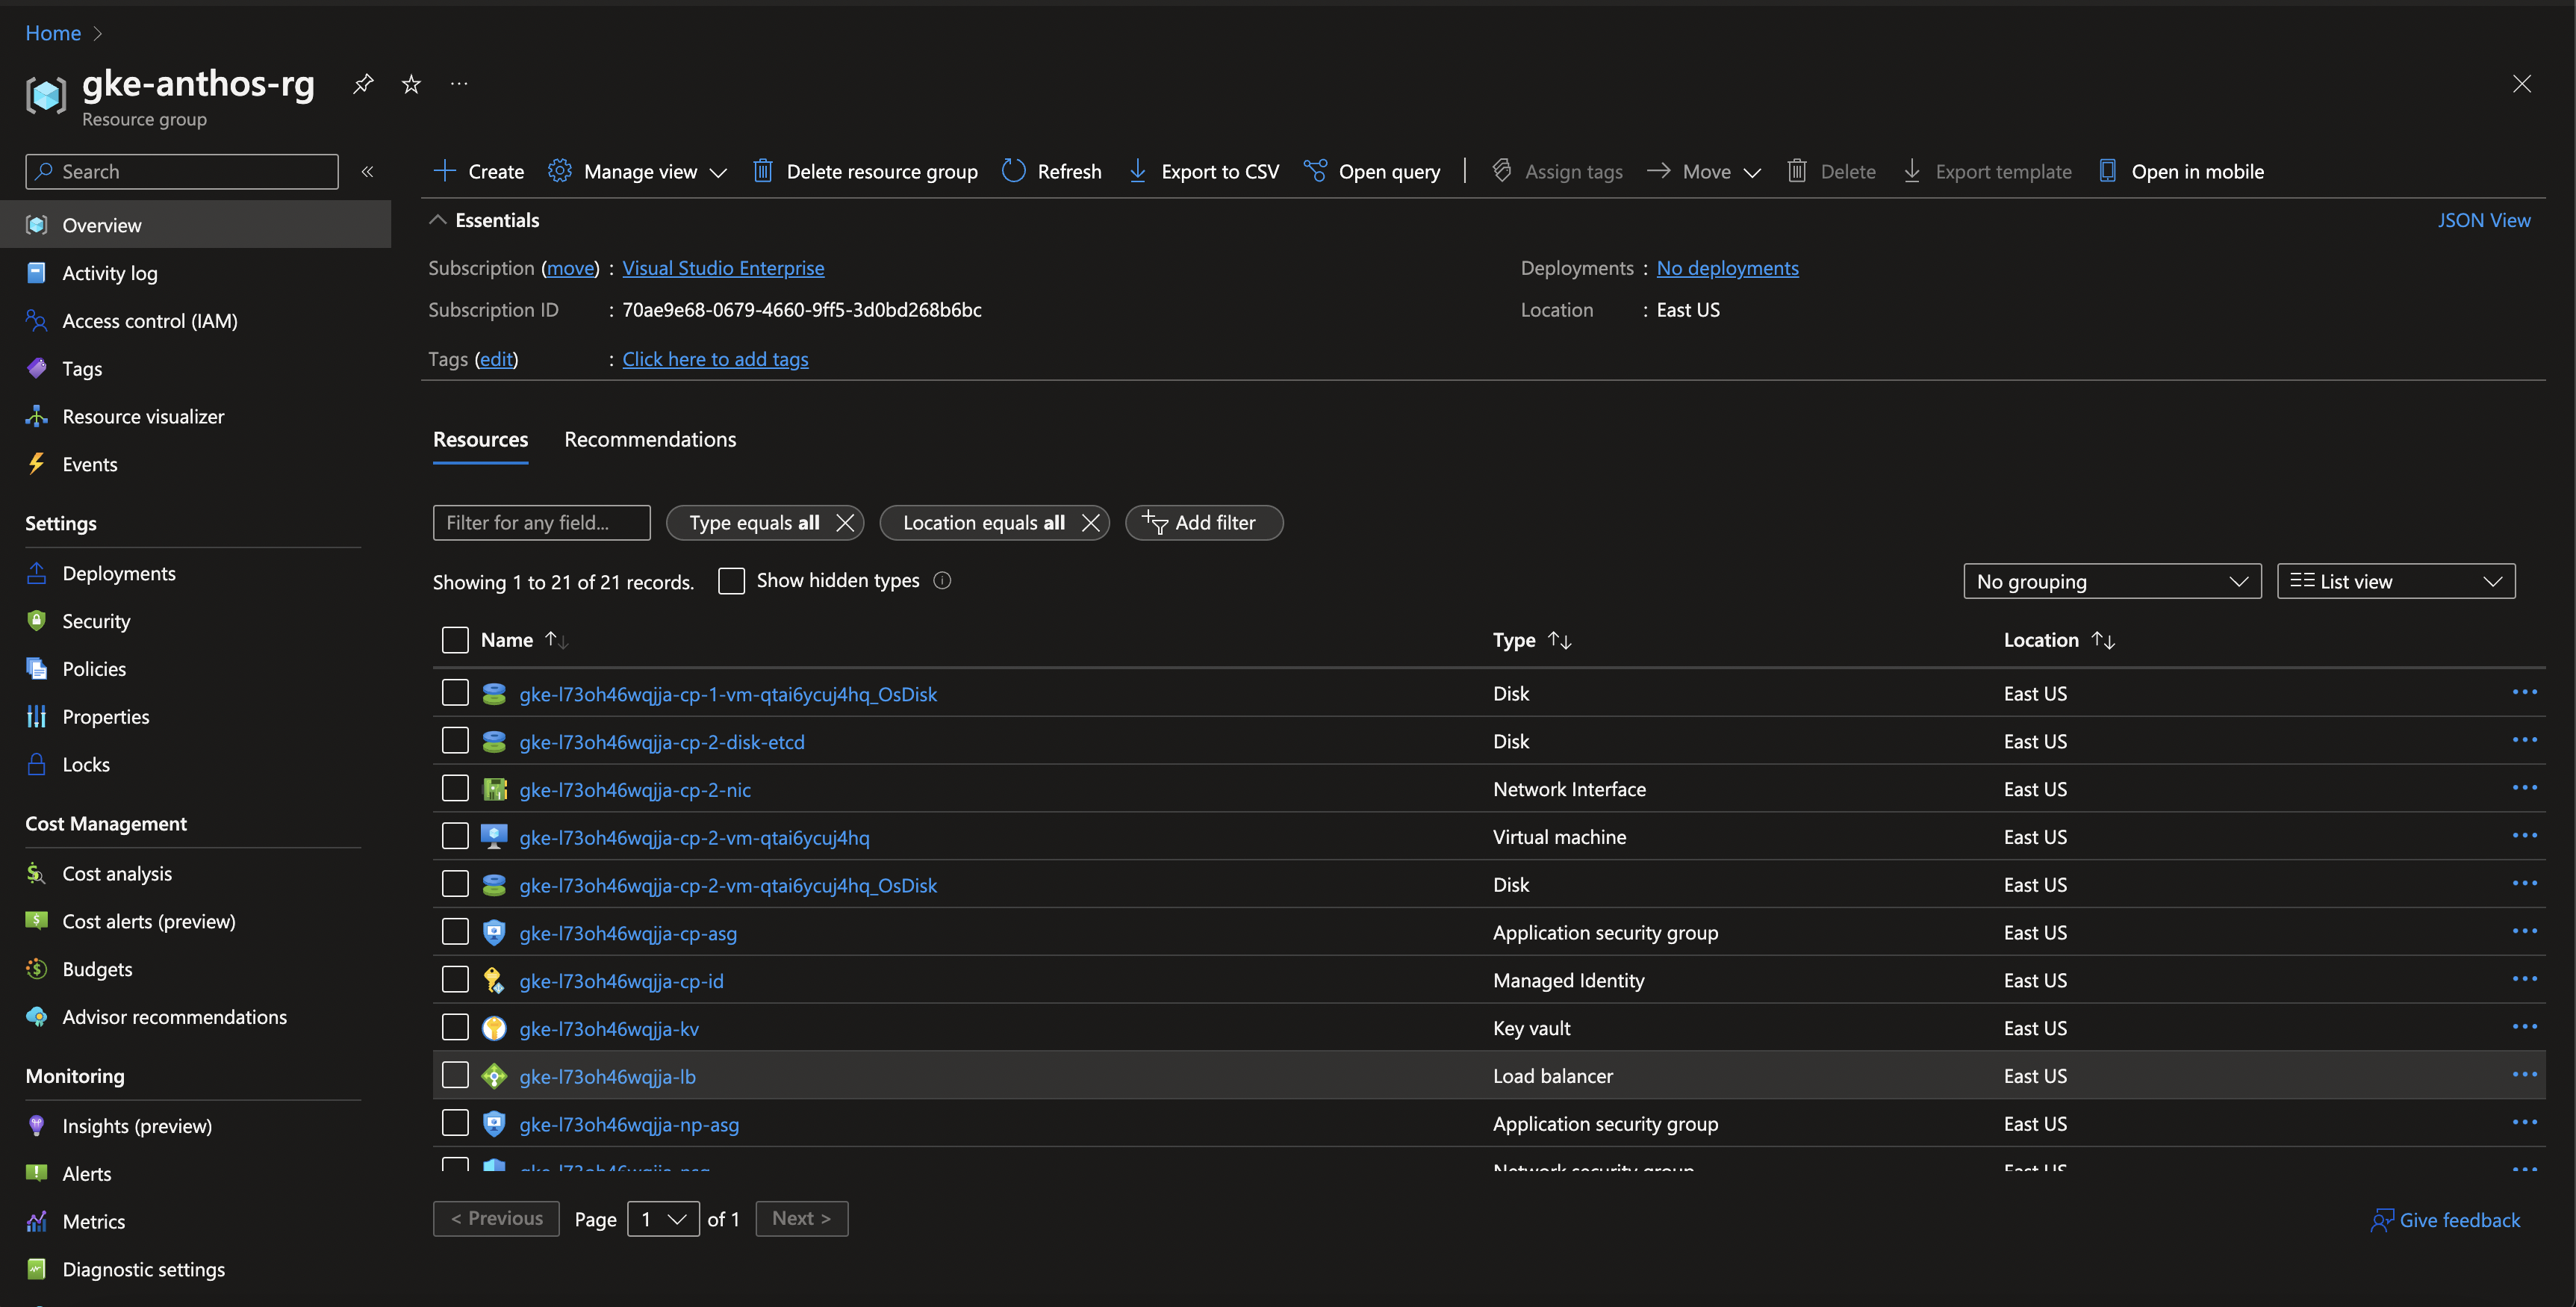 Home >
gke-anthos-rg ...
Resource group
Search «
Overview
Activity log
Access control (IAM)
Tags
Resource visualizer
Events
Settings
Deployments
Security
Policies
Properties
Locks
Cost Management
Cost analysis
Cost alerts (preview)
Budgets
Advisor recommendations
Monitoring
Insights (preview)
Alerts
Metrics
Diagnostic settings
Create Manage view Delete resource group Refresh Export to CSV Open query | Assign tags Move Delete Export template Open in mobile
Essentials JSON View
Subscription (move) : Visual Studio Enterprise Deployments : No deployments
Subscription ID : 70ae9e68-0679-4660-9ff5-3d0bd268b6bc Location : East US
Tags (edit) : Click here to add tags
Resources Recommendations
Filter for any field... Type equals all Location equals all Add filter
Showing 1 to 21 of 21 records. Show hidden types No grouping List view
Name Type Location
gke-l73oh46wqjja-cp-1-vm-qtai6ycuj4hq_OsDisk Disk East US ...
gke-l73oh46wqjja-cp-2-disk-etcd Disk East US ...
gke-l73oh46wqjja-cp-2-nic Network Interface East US ...
gke-l73oh46wqjja-cp-2-vm-qtai6ycuj4hq Virtual machine East US ...
gke-l73oh46wqjja-cp-2-vm-qtai6ycuj4hq_OsDisk Disk East US ...
gke-l73oh46wqjja-cp-asg Application security group East US ...
gke-l73oh46wqjja-cp-id Managed Identity East US ...
gke-l73oh46wqjja-kv Key vault East US ...
gke-l73oh46wqjja-lb Load balancer East US ...
gke-l73oh46wqjja-np-asg Application security group East US ...
gke-l73oh46wqjja-nsg Network security group East US ...
< Previous Page 1 of 1 Next > Give feedback